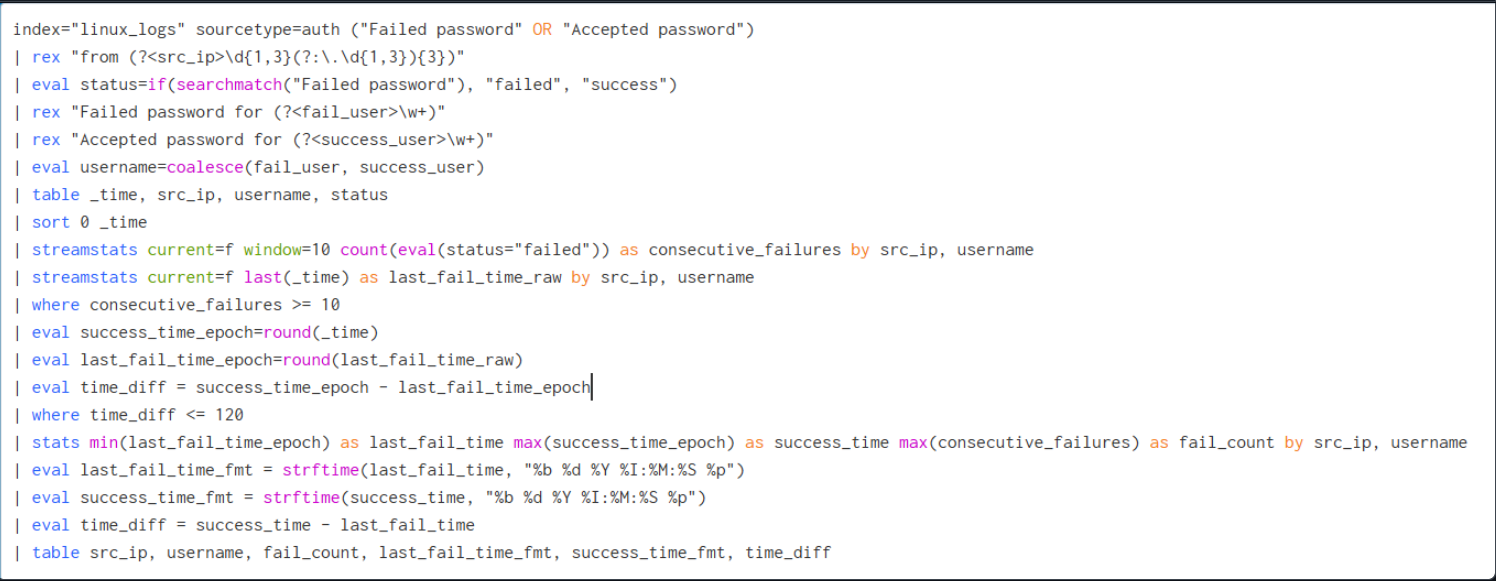 index="linux_logs" sourcetype=auth ("Failed password" OR "Accepted password")
| rex "from (?<src_ip>\d{1,3}(?:\.\d{1,3}){3})"
| eval status=if(searchmatch("Failed password"), "failed", "success")
| rex "Failed password for (?<fail_user>\w+)"
| rex "Accepted password for (?<success_user>\w+)"
| eval username=coalesce(fail_user, success_user)
| table _time, src_ip, username, status
| sort 0 _time
| streamstats current=f window=10 count(eval(status="failed")) as consecutive_failures by src_ip, username
| streamstats current=f last(_time) as last_fail_time_raw by src_ip, username
| where consecutive_failures >= 10
| eval success_time_epoch=round(_time)
| eval last_fail_time_epoch=round(last_fail_time_raw)
| eval time_diff = success_time_epoch - last_fail_time_epoch
| where time_diff <= 120
| stats min(last_fail_time_epoch) as last_fail_time max(success_time_epoch) as success_time max(consecutive_failures) as fail_count by src_ip, username
| eval last_fail_time_fmt = strftime(last_fail_time, "%b %d %Y %I:%M:%S %p")
| eval success_time_fmt = strftime(success_time, "%b %d %Y %I:%M:%S %p")
| eval time_diff = success_time - last_fail_time
| table src_ip, username, fail_count, last_fail_time_fmt, success_time_fmt, time_diff